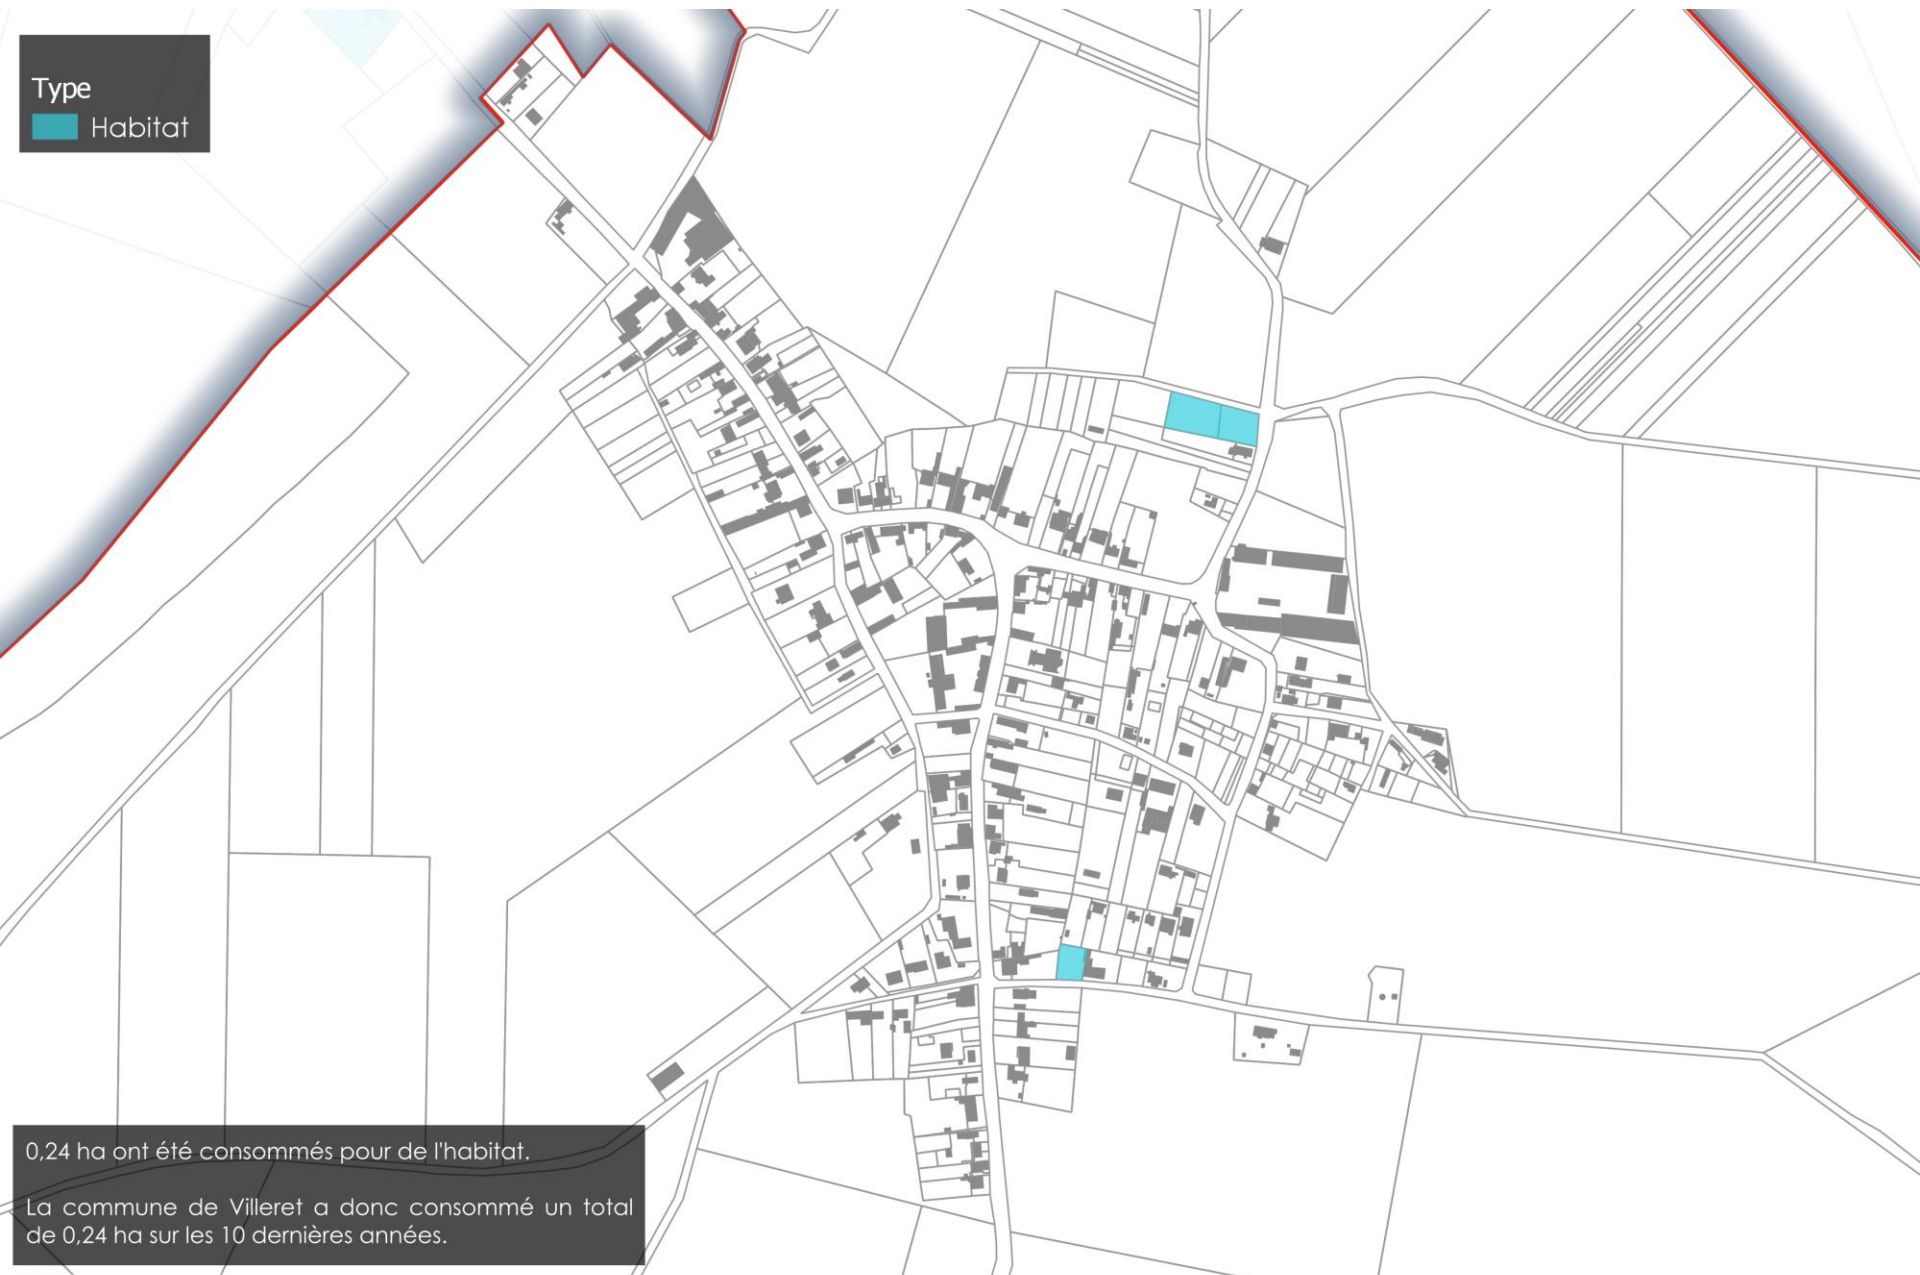 Type
Habitat
0,24 ha ont été consommés pour de l'habitat.
La commune de Villeret a donc consommé un total
de 0,24 ha sur les 10 dernières années.